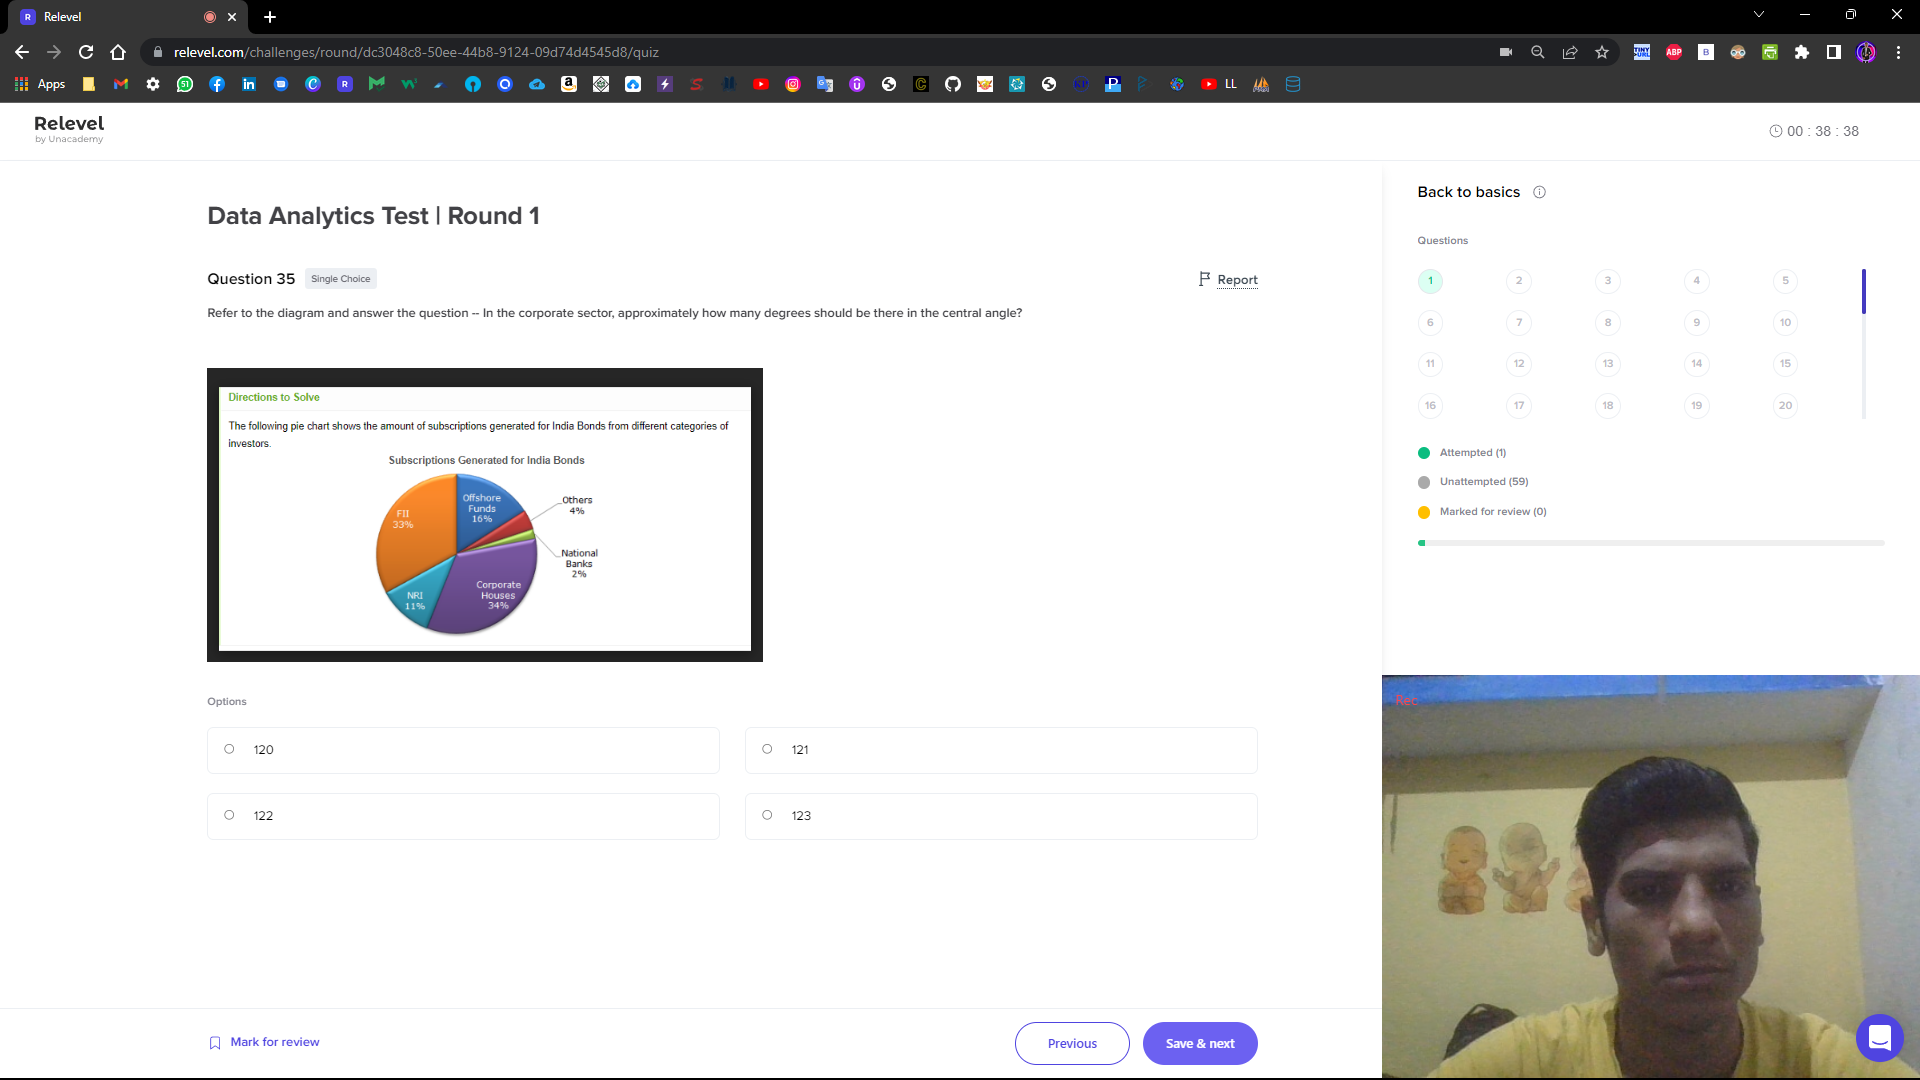 Relevel
relevel.com/challenges/round/dc3048c8-50ee-44b8-9124-09d74d4545d8/quiz
Apps
LL
Relevel
by Unacademy
00 : 38 : 38
Data Analytics Test | Round 1
Question 35
Single Choice
Report
Refer to the diagram and answer the question -- In the corporate sector, approximately how many degrees should be there in the central angle?
Directions to Solve
The following pie chart shows the amount of subscriptions generated for India Bonds from different categories of
investors.
Subscriptions Generated for India Bonds
Offshore
Funds
16%
Others
4%
FII
33%
National
Banks
2%
Corporate
Houses
34%
NRI
11%
Options
120
121
122
123
Mark for review
Previous
Save & next
Back to basics
Questions
1 2 3 4 5
6 7 8 9 10
11 12 13 14 15
16 17 18 19 20
Attempted (1)
Unattempted (59)
Marked for review (0)
Rec